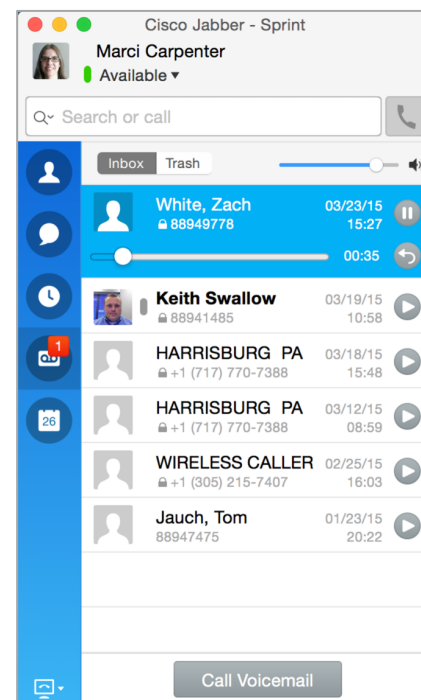 Cisco Jabber - Sprint
Marci Carpenter
Available
Search or call
Inbox Trash
White, Zach 03/23/15
88949778 15:27
00:35
Keith Swallow 03/19/15
88941485 10:58
1
HARRISBURG PA 03/18/15
+1 (717) 770-7388 15:48
HARRISBURG PA 03/12/15
26
+1 (717) 770-7388 08:59
WIRELESS CALLER 02/25/15
+1 (305) 215-7407 16:03
Jauch, Tom 01/23/15
88947475 20:22
Call Voicemail